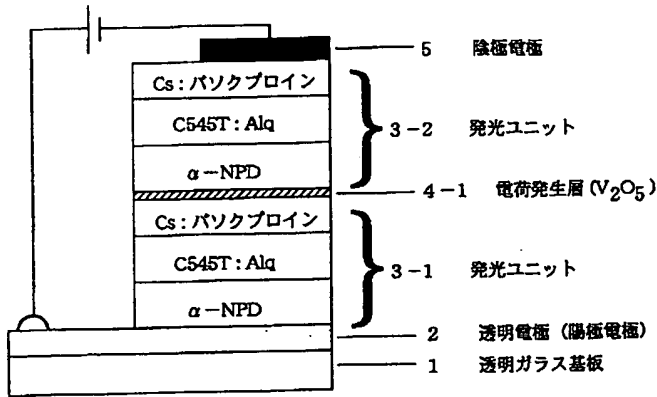 5 陰極電極
Cs:バソクプロイン
C545T:Alq
α-NPD
3-2 発光ユニット
4-1 電荷発生層(V₂O₅)
Cs:バソクプロイン
C545T:Alq
α-NPD
3-1 発光ユニット
2 透明電極(陽極電極)
1 透明ガラス基板